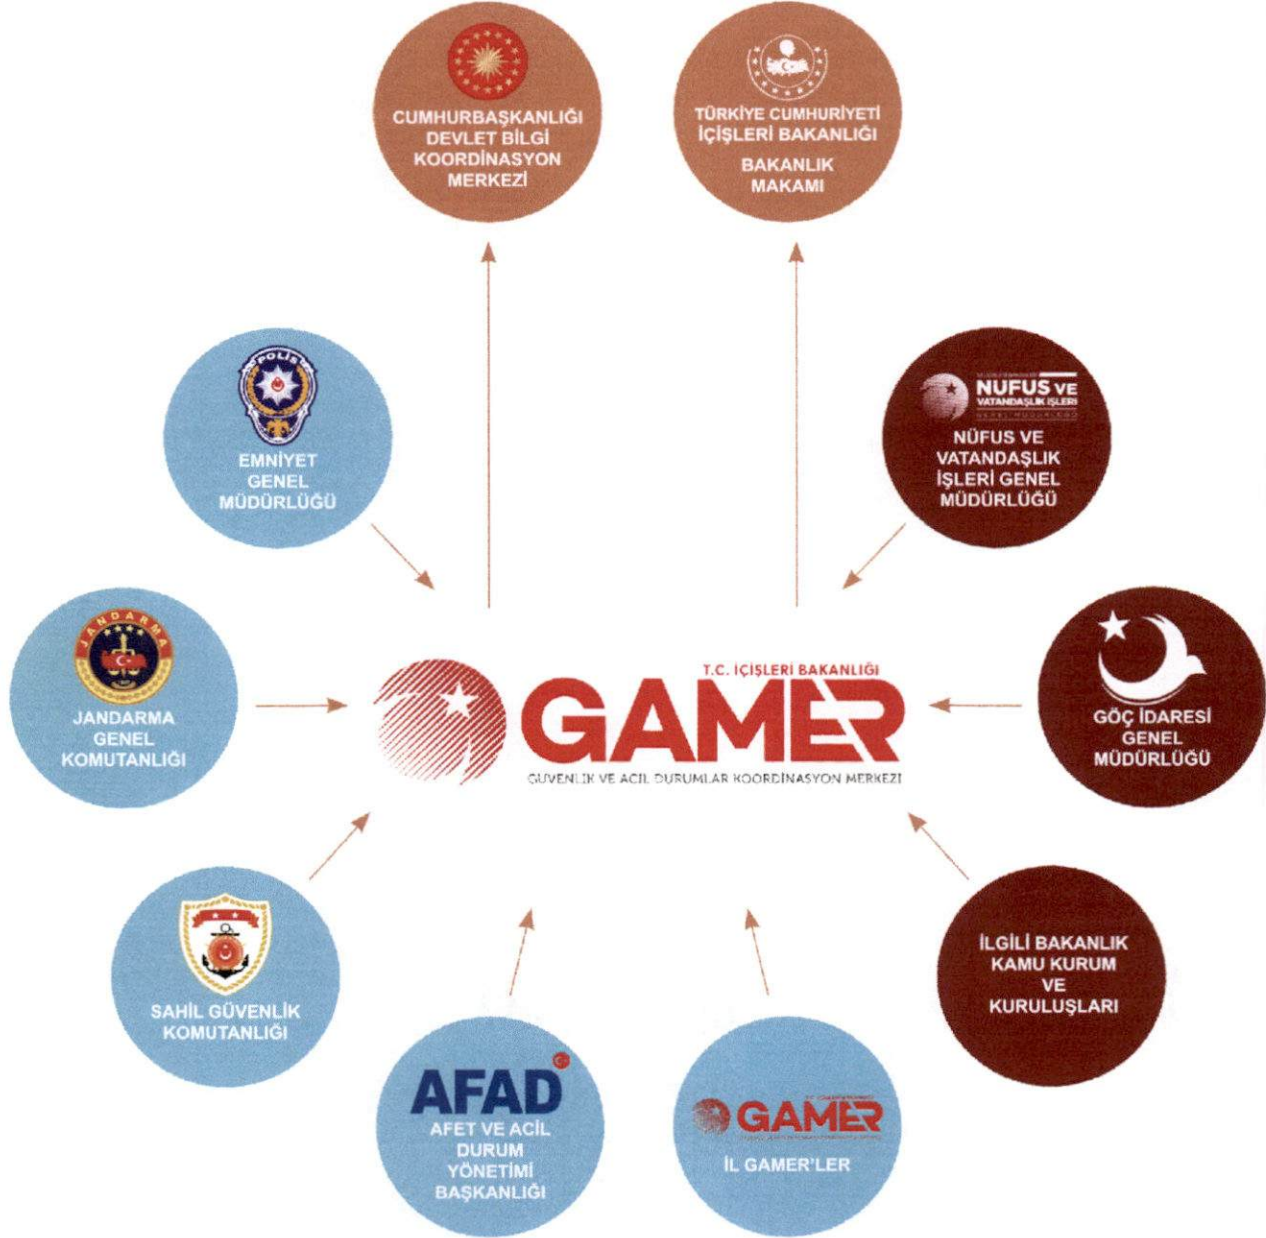 CUMHURBAŞKANLIĞI
DEVLET BİLGİ
KOORDİNASYON
MERKEZİ
TÜRKİYE CUMHURİYETİ
İÇİŞLERİ BAKANLIĞI
BAKANLIK
MAKAMI
POLİS
EMNİYET
GENEL
MÜDÜRLÜĞÜ
NUFUS VE
VATANDAŞLIK İŞLERİ
GENEL MÜDÜRLÜĞÜ
NÜFUS VE
VATANDAŞLIK
İŞLERİ GENEL
MÜDÜRLÜĞÜ
JANDARMA
JANDARMA
GENEL
KOMUTANLIĞI
T.C. İÇİŞLERİ BAKANLIĞI
GAMER
GÜVENLİK VE ACİL DURUMLAR KOORDİNASYON MERKEZİ
GÖÇ İDARESİ
GENEL
MÜDÜRLÜĞÜ
SAHİL GÜVENLİK
KOMUTANLIĞI
İLGİLİ BAKANLIK
KAMU KURUM
VE
KURULUŞLARI
AFAD
AFET VE ACİL
DURUM
YÖNETİMİ
BAŞKANLIĞI
GAMER
İL GAMER'LER